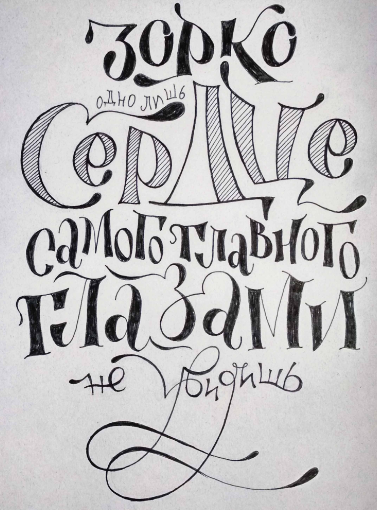 Зорко
одно лишь
Сердце
самого главного
глазами
не увидишь